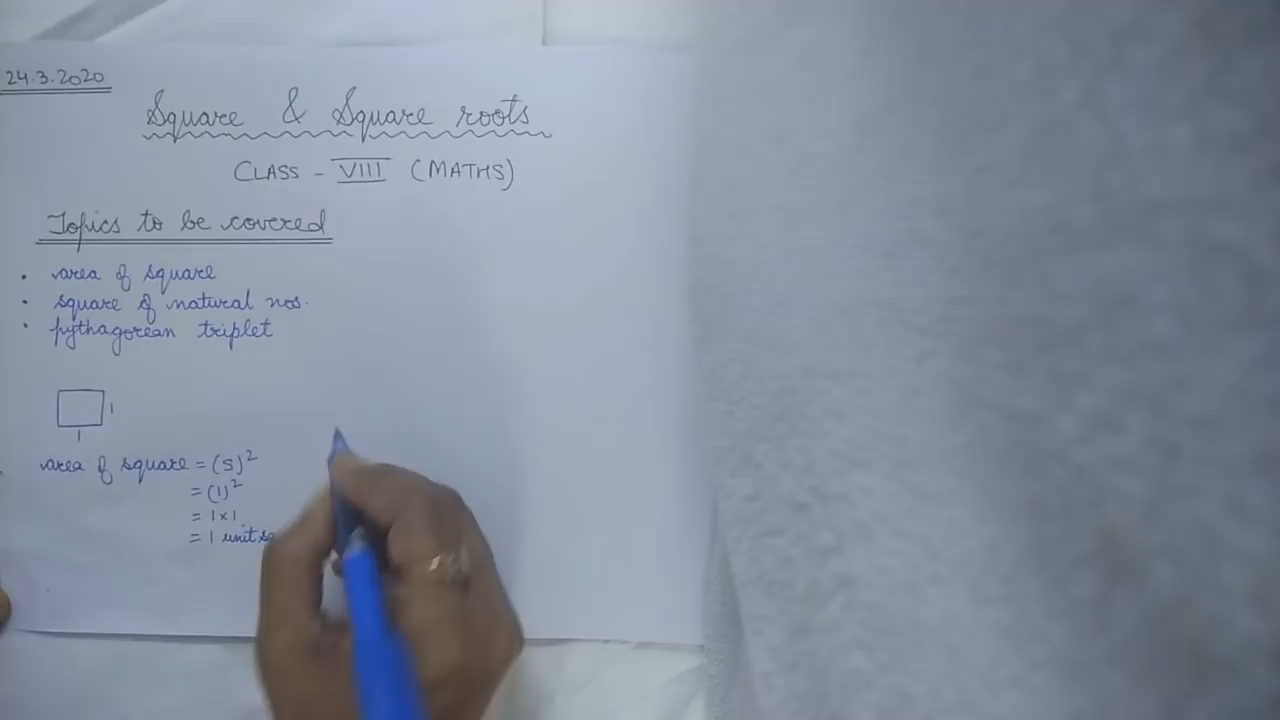 24.3.2020
Square & Square roots
CLASS - VIII (MATHS)
Topics to be covered
. area of square
. square of natural nos.
. pythagorean triplet
1
1
area of square = (s)²
= (1)²
= 1 x 1
= 1 unit